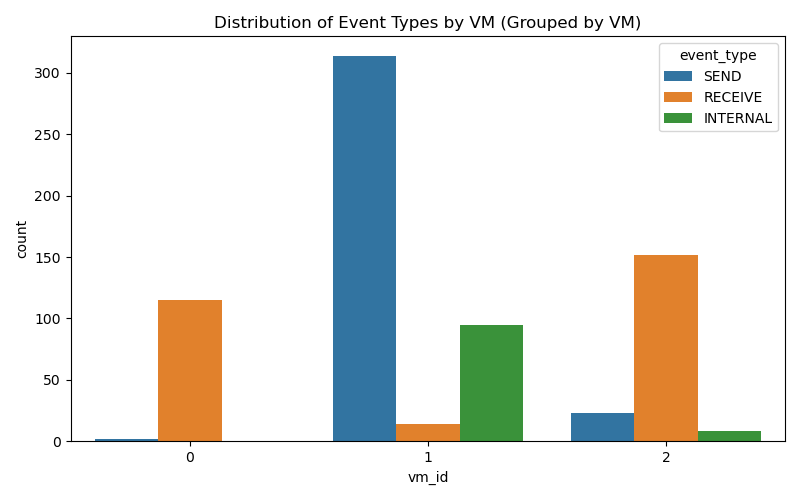 Distribution of Event Types by VM (Grouped by VM)
event_type
SEND
RECEIVE
INTERNAL
300
250
200
150
100
50
0
count
0 1 2
vm_id